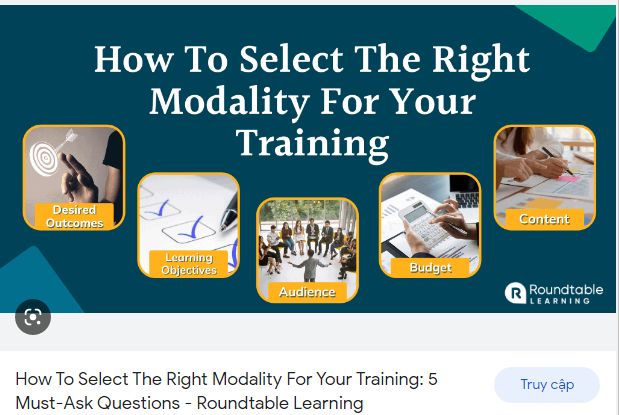 How To Select The Right
Modality For Your
Training
Desired
Outcomes
Learning
Objectives
Audience
Budget
Content
R Roundtable
LEARNING
How To Select The Right Modality For Your Training: 5
Must-Ask Questions - Roundtable Learning
Truy cập